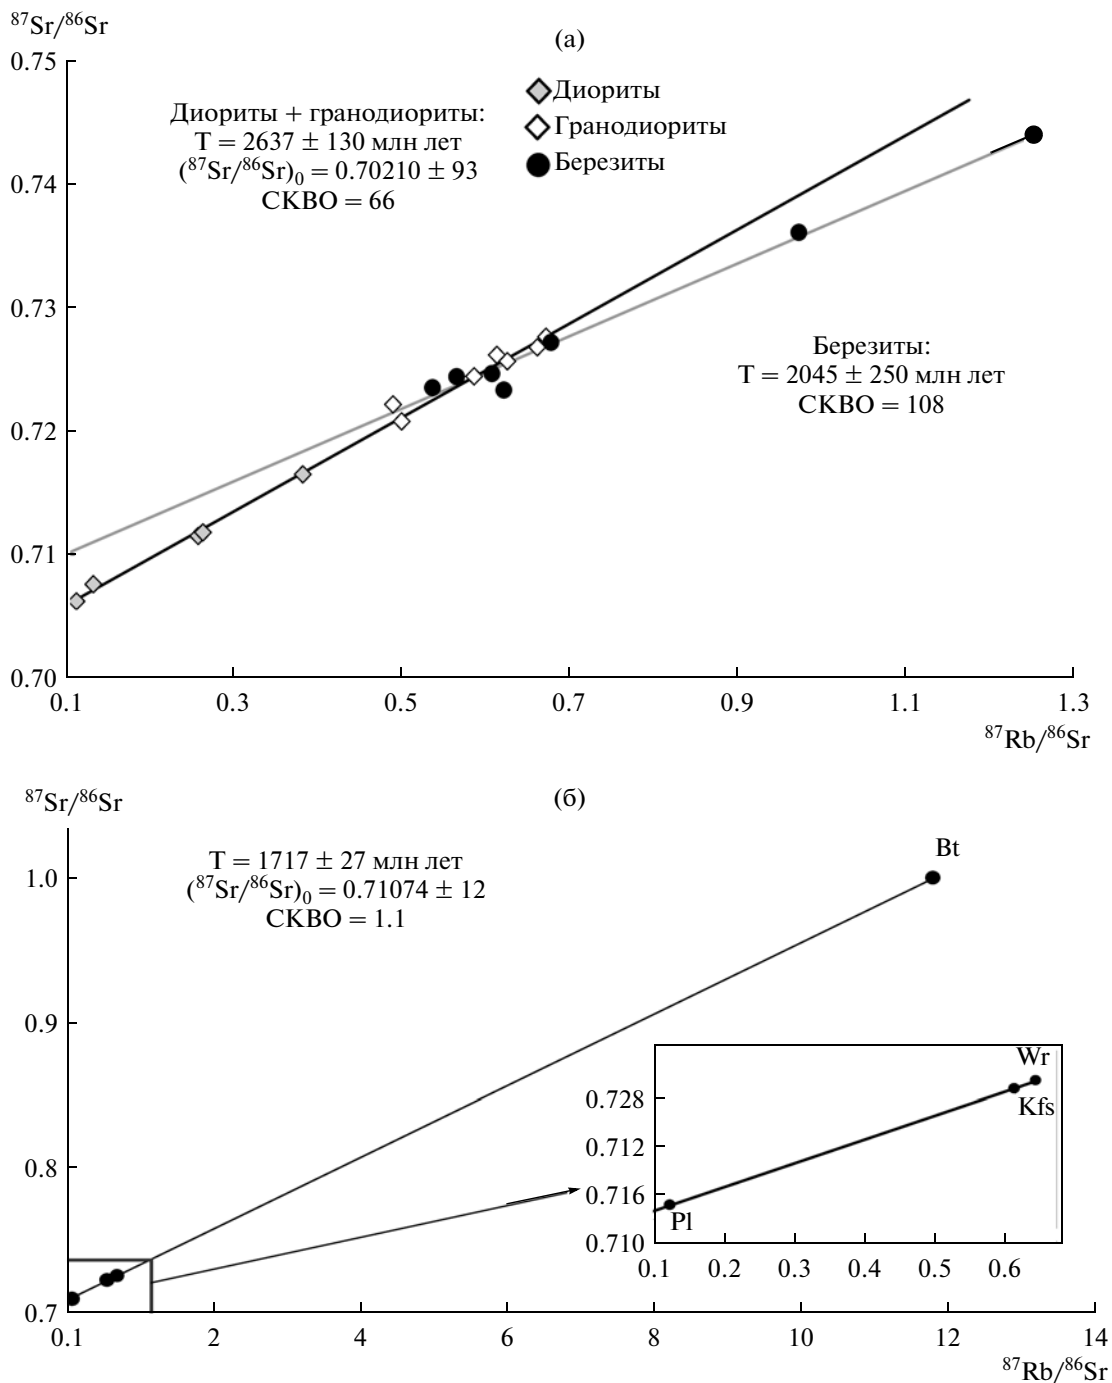 ⁸⁷Sr/⁸⁶Sr
(а)
0.75
0.74
0.73
0.72
0.71
0.70
Диориты
Гранодиориты
Березиты
Диориты + гранодиориты:
T = 2637 ± 130 млн лет
(⁸⁷Sr/⁸⁶Sr)₀ = 0.70210 ± 93
СКВО = 66
Березиты:
T = 2045 ± 250 млн лет
СКВО = 108
0.1 0.3 0.5 0.7 0.9 1.1 1.3
⁸⁷Rb/⁸⁶Sr
⁸⁷Sr/⁸⁶Sr
(б)
T = 1717 ± 27 млн лет
(⁸⁷Sr/⁸⁶Sr)₀ = 0.71074 ± 12
СКВО = 1.1
Bt
1.0
0.9
0.8
0.7
Wr
Kfs
Pl
0.728
0.712
0.716
0.710
0.1 0.2 0.3 0.4 0.5 0.6
0.1 2 4 6 8 10 12 14
⁸⁷Rb/⁸⁶Sr